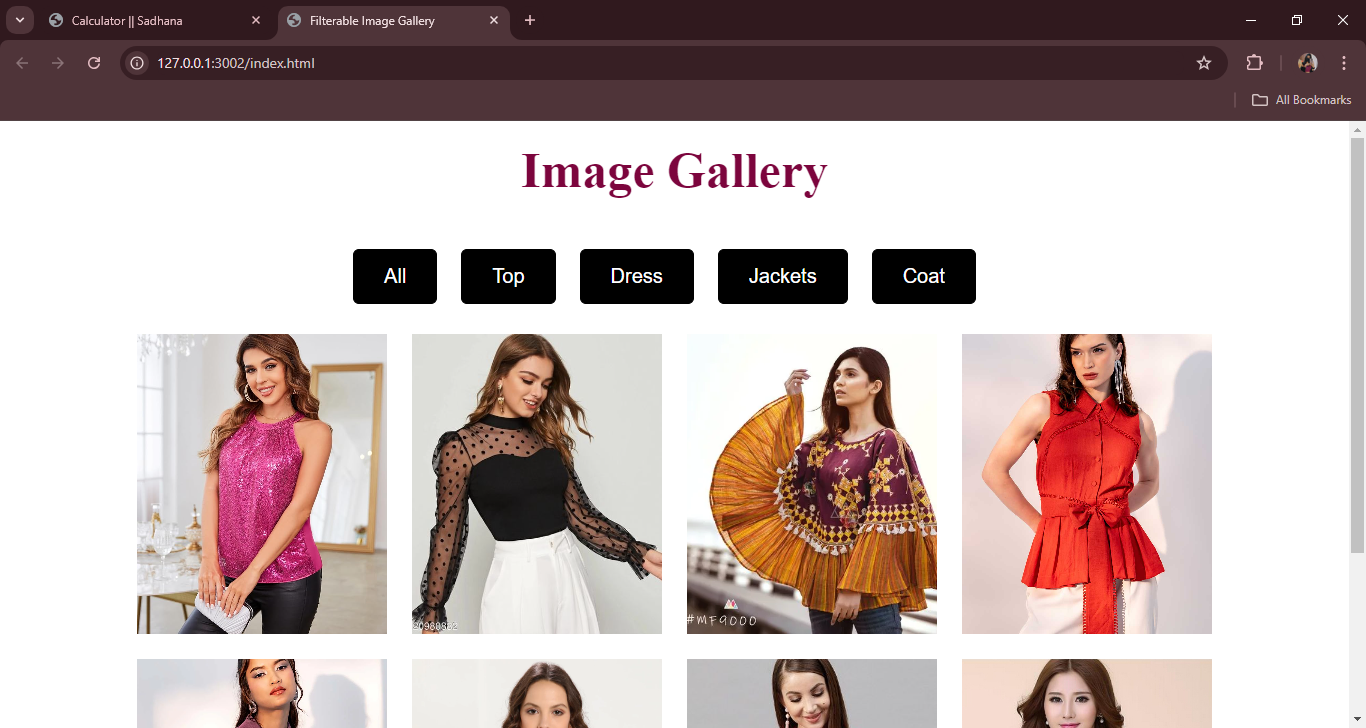 Calculator || Sadhana
Filterable Image Gallery
127.0.0.1:3002/index.html
All Bookmarks
Image Gallery
All
Top
Dress
Jackets
Coat
#MF9000